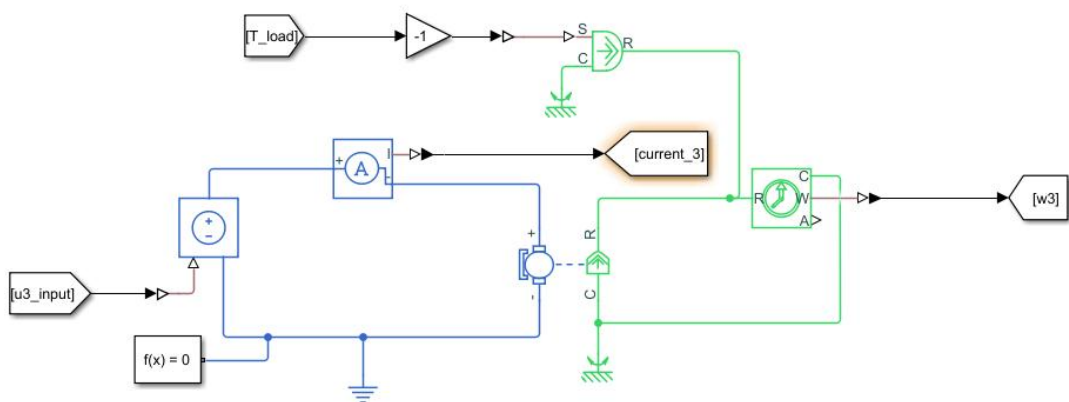 [T_load]
-1
S
R
C
+
I
-
A
[current_3]
C
R
W
A
[w3]
+
-
[u3_input]
+
-
R
C
f(x) = 0